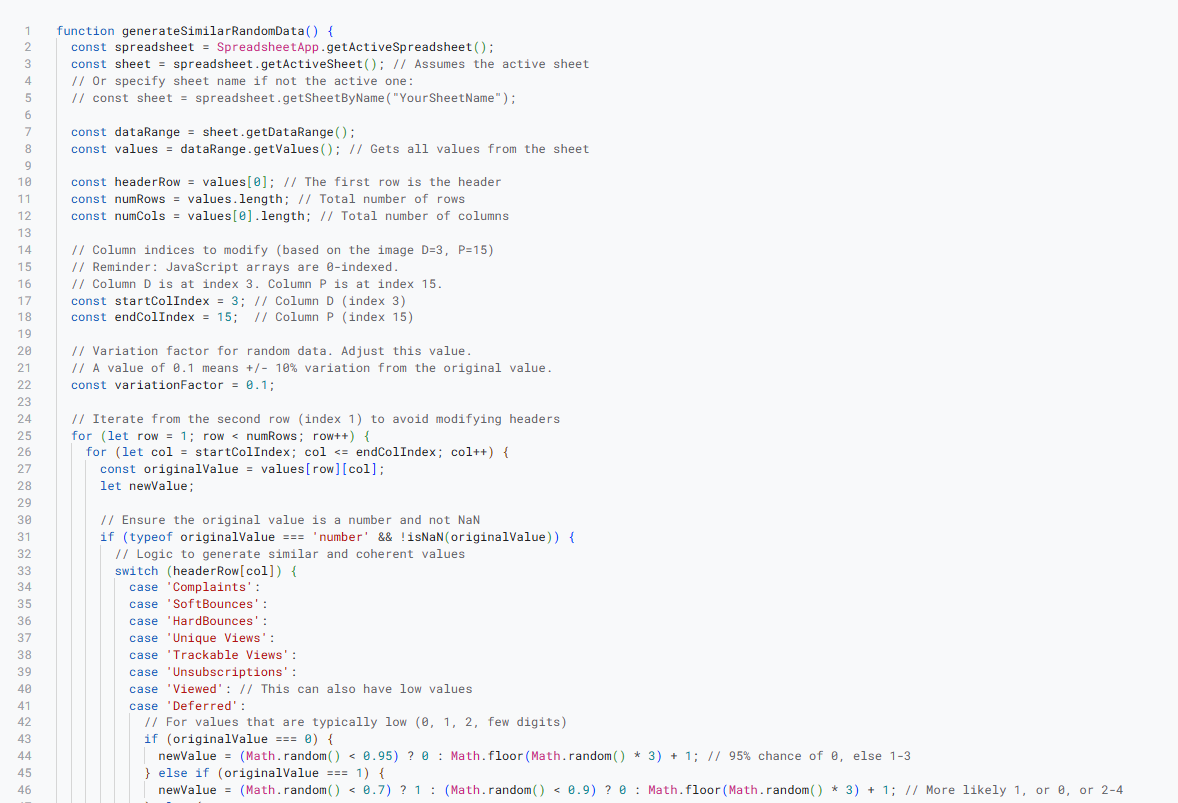 1 function generateSimilarRandomData() {
2 const spreadsheet = SpreadsheetApp.getActiveSpreadsheet();
3 const sheet = spreadsheet.getActiveSheet(); // Assumes the active sheet
4 // Or specify sheet name if not the active one:
5 // const sheet = spreadsheet.getSheetByName("YourSheetName");
6
7 const dataRange = sheet.getDataRange();
8 const values = dataRange.getValues(); // Gets all values from the sheet
9
10 const headerRow = values[0]; // The first row is the header
11 const numRows = values.length; // Total number of rows
12 const numCols = values[0].length; // Total number of columns
13
14 // Column indices to modify (based on the image D=3, P=15)
15 // Reminder: JavaScript arrays are 0-indexed.
16 // Column D is at index 3. Column P is at index 15.
17 const startColIndex = 3; // Column D (index 3)
18 const endColIndex = 15;  // Column P (index 15)
19
20 // Variation factor for random data. Adjust this value.
21 // A value of 0.1 means +/- 10% variation from the original value.
22 const variationFactor = 0.1;
23
24 // Iterate from the second row (index 1) to avoid modifying headers
25 for (let row = 1; row < numRows; row++) {
26 for (let col = startColIndex; col <= endColIndex; col++) {
27 const originalValue = values[row][col];
28 let newValue;
29
30 // Ensure the original value is a number and not NaN
31 if (typeof originalValue === 'number' && !isNaN(originalValue)) {
32 // Logic to generate similar and coherent values
33 switch (headerRow[col]) {
34 case 'Complaints':
35 case 'SoftBounces':
36 case 'HardBounces':
37 case 'Unique Views':
38 case 'Trackable Views':
39 case 'Unsubscriptions':
40 case 'Viewed': // This can also have low values
41 case 'Deferred':
42 // For values that are typically low (0, 1, 2, few digits)
43 if (originalValue === 0) {
44 newValue = (Math.random() < 0.95) ? 0 : Math.floor(Math.random() * 3) + 1; // 95% chance of 0, else 1-3
45 } else if (originalValue === 1) {
46 newValue = (Math.random() < 0.7) ? 1 : (Math.random() < 0.9) ? 0 : Math.floor(Math.random() * 3) + 1; // More likely 1, or 0, or 2-4